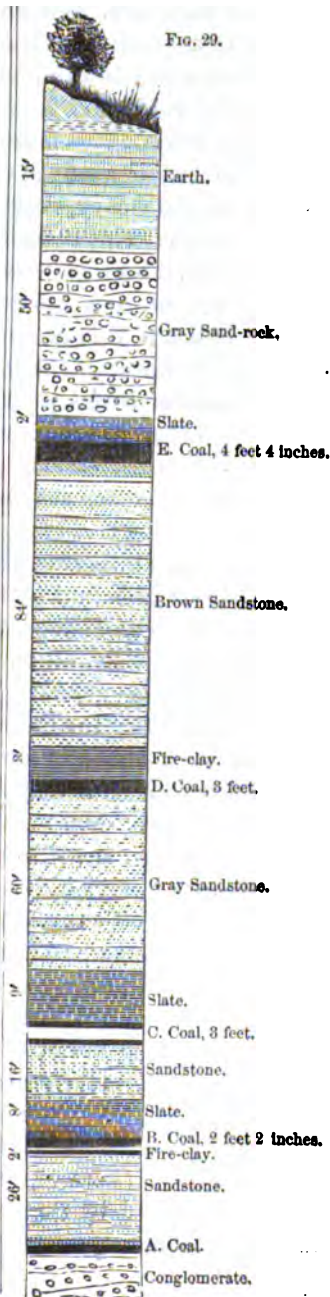 FIG. 29.
15'
Earth.
50'
Gray Sand-rock,
2'
Slate.
E. Coal, 4 feet 4 inches.
84'
Brown Sandstone.
Fire-clay.
D. Coal, 3 feet.
60'
Gray Sandstone.
9'
Slate.
C. Coal, 3 feet.
16'
Sandstone.
8'
Slate.
B. Coal, 2 feet 2 inches.
2'
Fire-clay.
26'
Sandstone.
A. Coal.
Conglomerate.